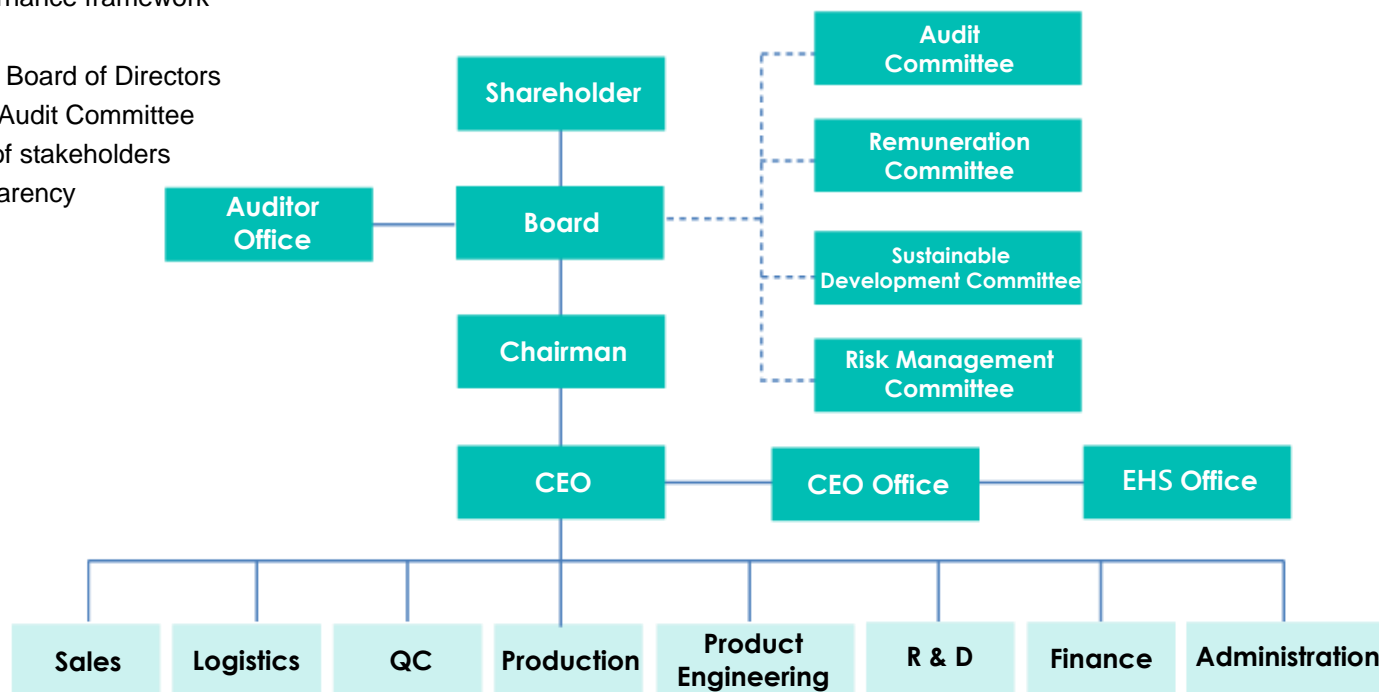 Board of Directors
Audit Committee
of stakeholders
Shareholder
Audit
Committee
Remuneration
Committee
Auditor
Office
Board
Sustainable
Development Committee
Chairman
Risk Management
Committee
CEO
CEO Office
EHS Office
Sales
Logistics
QC
Production
Product
Engineering
R & D
Finance
Administration